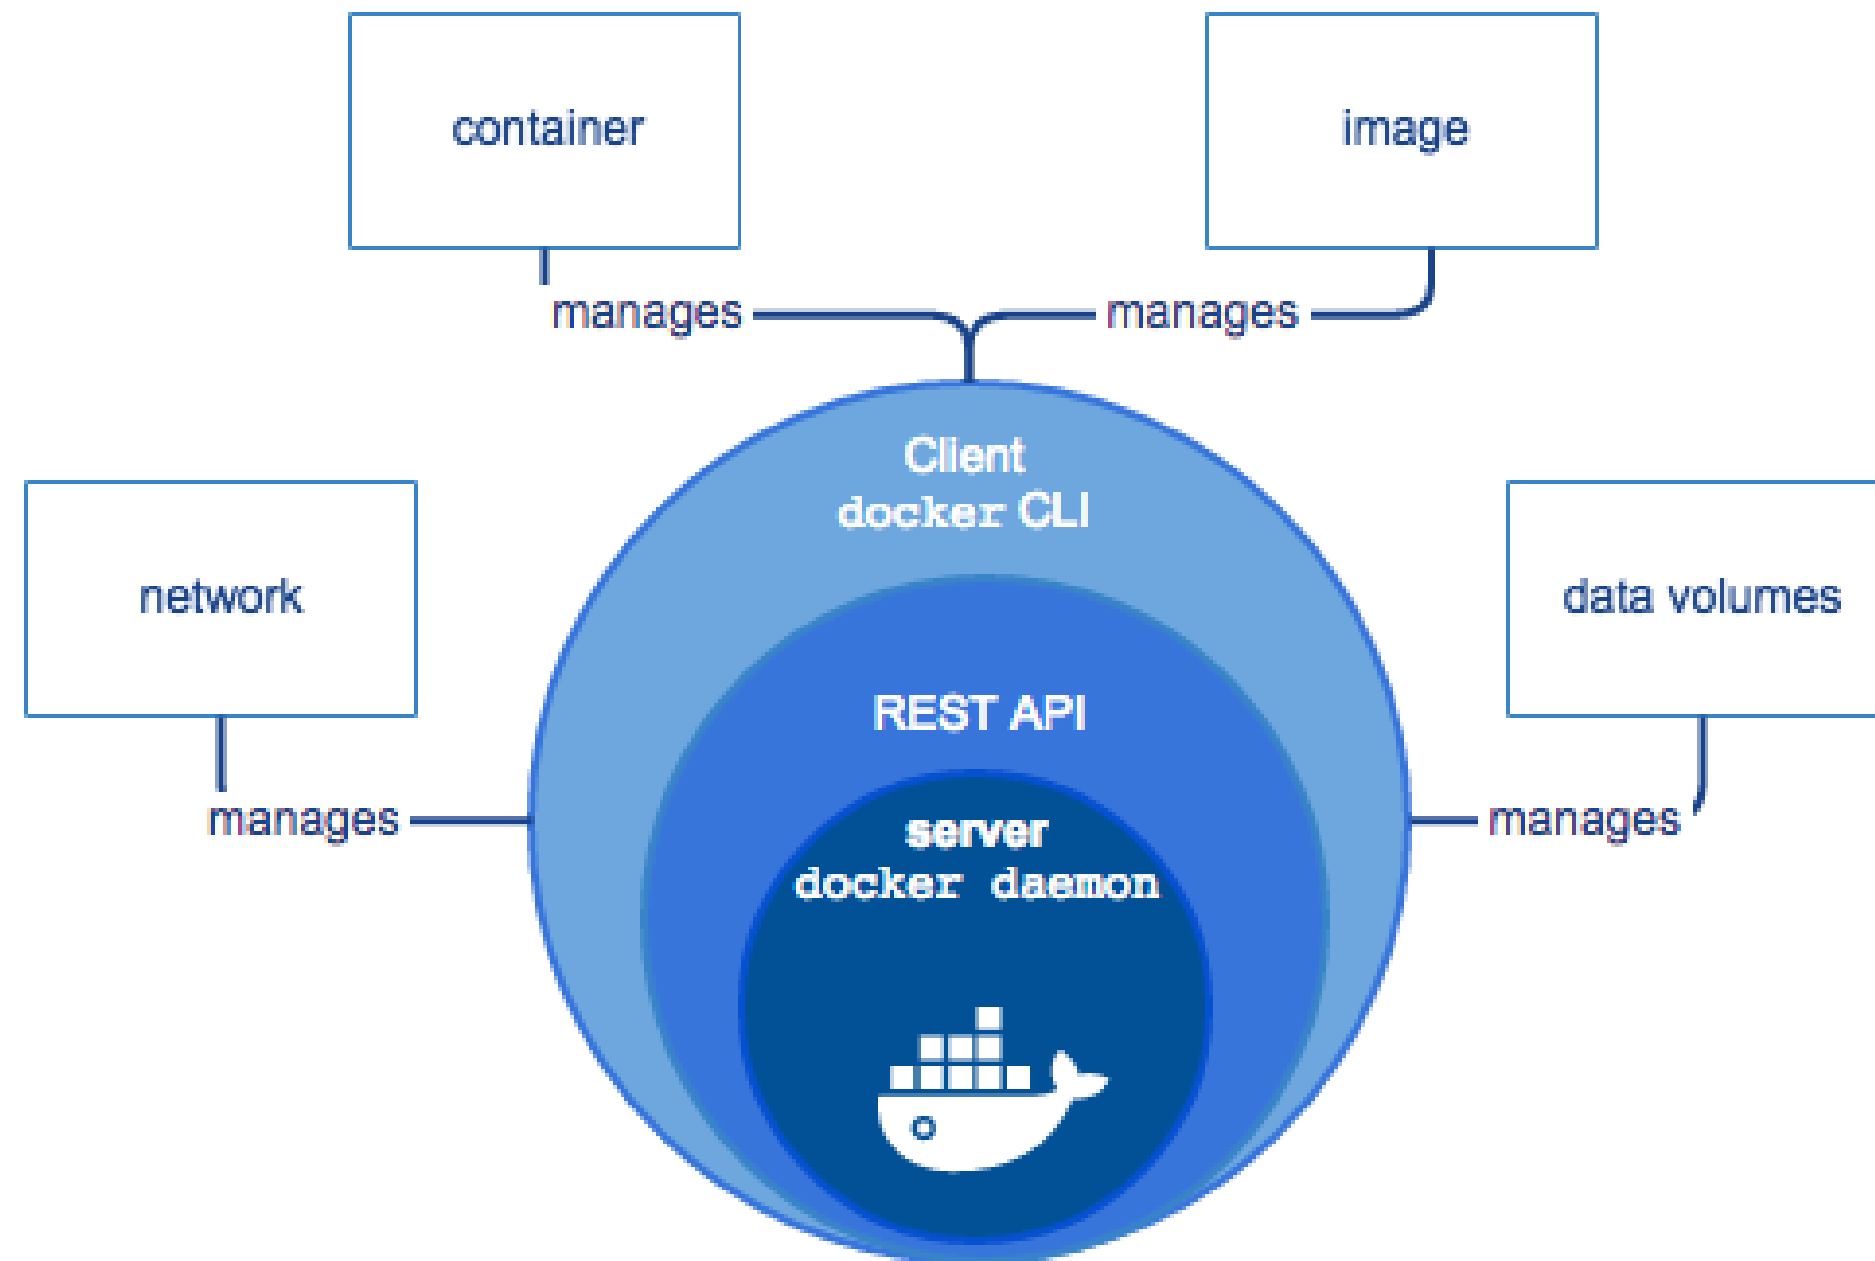 container
image
manages
manages
Client
docker CLI
network
data volumes
REST API
manages
manages
server
docker daemon